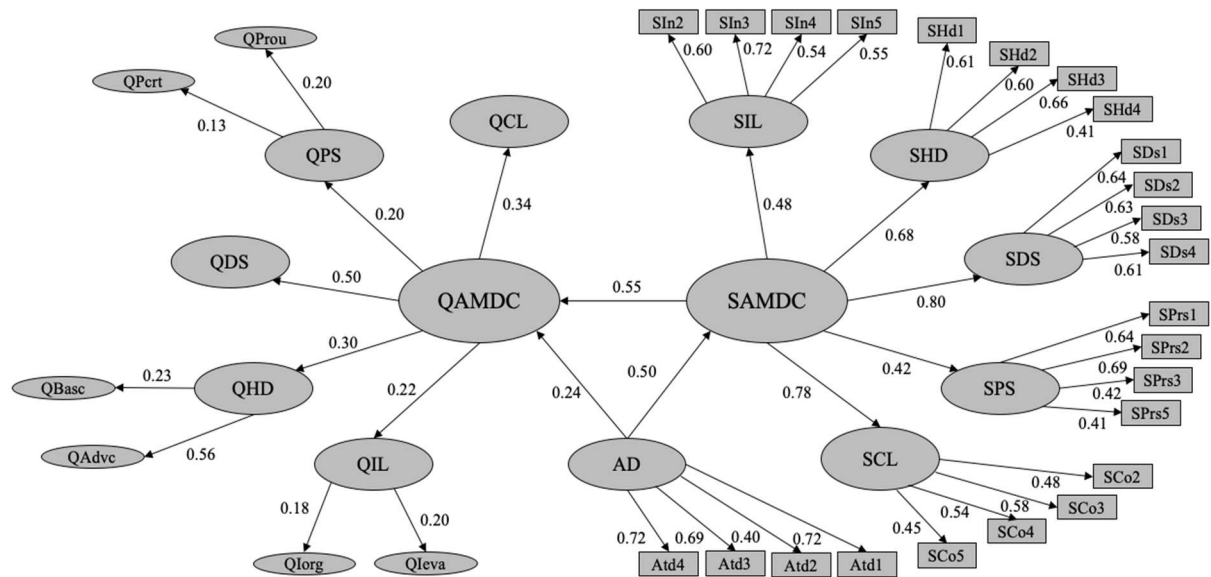 SIn2 SIn3 SIn4 SIn5
0.60 0.72 0.54 0.55
SIL
SHd1
SHd2
SHd3
SHd4
0.61 0.60 0.66 0.41
SHD
QProu
QPcrt
0.20
0.13
QPS
QCL
0.20
0.34
0.48
0.68
SDs1
SDs2
SDs3
SDs4
0.64
0.63
0.58
0.61
SDS
QDS
0.50
QAMDC
0.55
SAMDC
0.80
0.30
QHD
0.23
QBasc
0.56
QAdvc
0.22
0.24
0.50
0.78
0.42
SPS
SPrs1
0.64
SPrs2
0.69
SPrs3
0.42
SPrs5
0.41
QIL
0.18
0.20
QIorg
QIeva
AD
0.72 0.69 0.40 0.72
Atd4 Atd3 Atd2 Atd1
SCL
0.48
SCo2
0.58
SCo3
0.54
SCo4
0.45
SCo5